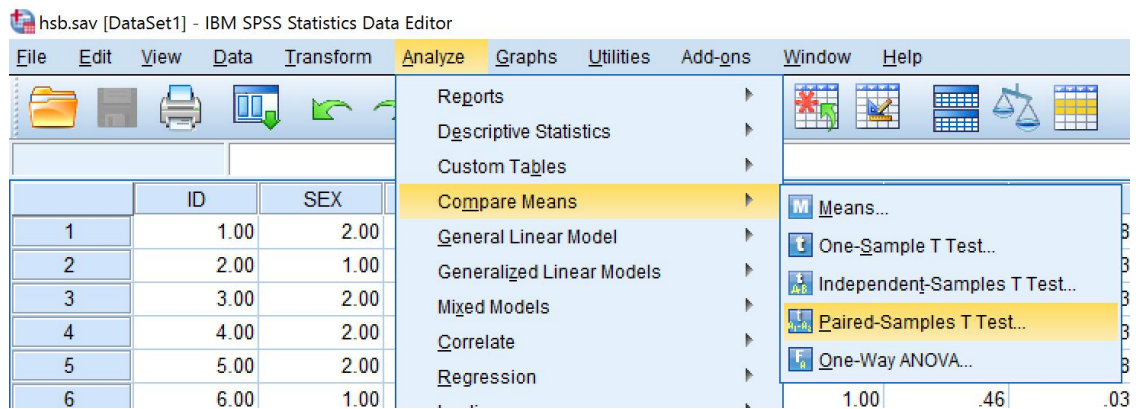 hsb.sav [DataSet1] - IBM SPSS Statistics Data Editor
File Edit View Data Transform Analyze Graphs Utilities Add-ons Window Help
Reports
Descriptive Statistics
Custom Tables
ID SEX Compare Means
Means...
1 1.00 2.00 General Linear Model
One-Sample T Test...
2 2.00 1.00 Generalized Linear Models
Independent-Samples T Test...
3 3.00 2.00 Mixed Models
Paired-Samples T Test...
4 4.00 2.00 Correlate
One-Way ANOVA...
5 5.00 2.00 Regression
6 6.00 1.00 1.00 .46 .03